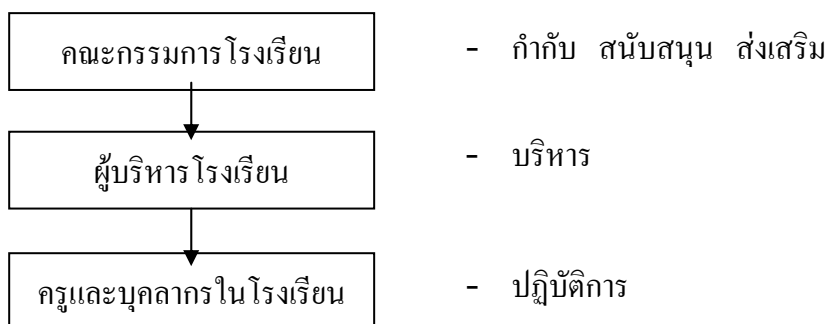 คณะกรรมการโรงเรียน - กำกับ สนับสนุน ส่งเสริม
ผู้บริหารโรงเรียน - บริหาร
ครูและบุคลากรในโรงเรียน - ปฏิบัติการ